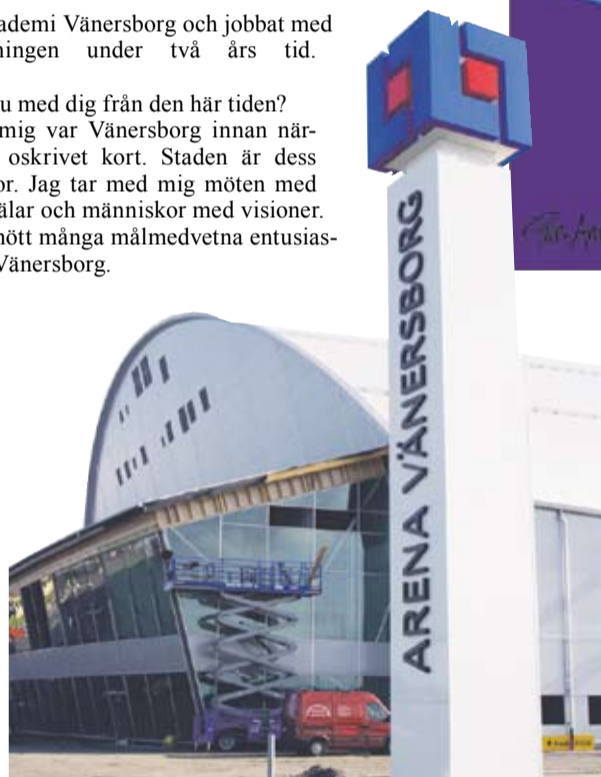 ademi Vänersborg och jobbat med
ningen under två års tid.
u med dig från den här tiden?
mig var Vänersborg innan när-
oskrivet kort. Staden är dess
or. Jag tar med mig möten med
älar och människor med visioner.
nött många målmedvetna entusias-
Vänersborg.
ARENA VÄNERSBORG